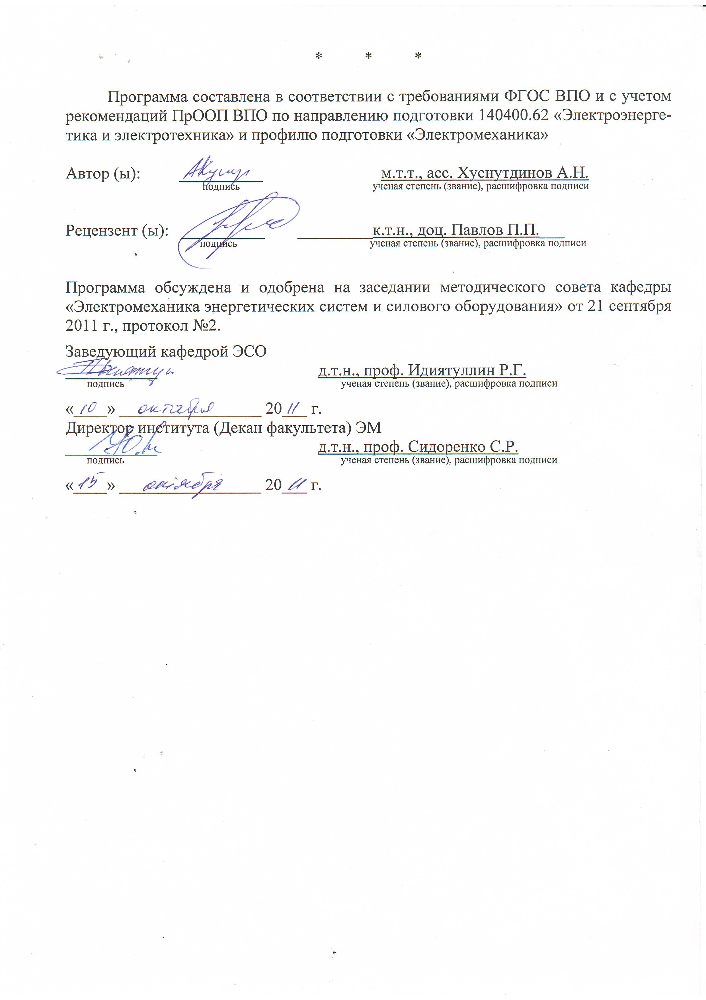 * * *
Программа составлена в соответствии с требованиями ФГОС ВПО и с учетом
рекомендаций ПрООП ВПО по направлению подготовки 140400.62 «Электроэнерге-
тика и электротехника» и профилю подготовки «Электромеханика»
Автор (ы): м.т.т., асс. Хуснутдинов А.Н.
подпись ученая степень (звание), расшифровка подписи
Рецензент (ы): к.т.н., доц. Павлов П.П.
подпись ученая степень (звание), расшифровка подписи
Программа обсуждена и одобрена на заседании методического совета кафедры
«Электромеханика энергетических систем и силового оборудования» от 21 сентября
2011 г., протокол №2.
Заведующий кафедрой ЭСО
д.т.н., проф. Идиятуллин Р.Г.
подпись ученая степень (звание), расшифровка подписи
«10» октября 2011 г.
Директор института (Декан факультета) ЭМ
д.т.н., проф. Сидоренко С.Р.
подпись ученая степень (звание), расшифровка подписи
«15» октября 2011 г.